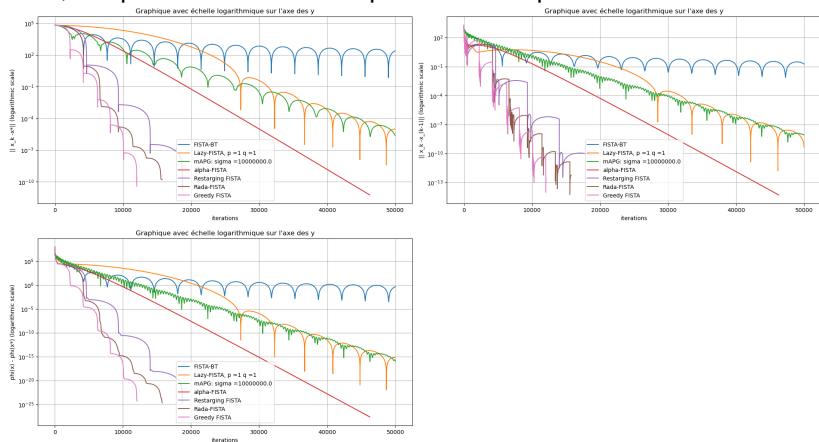 Graphique avec échelle logarithmique sur l'axe des y
10^5
10^2
10^-1
10^-4
10^-7
10^-10
|| x_k -x*|| (logarithmic scale)
FISTA-BT
Lazy-FISTA, p =1 q =1
mAPG: sigma =10000000.0
alpha-FISTA
Restarging FISTA
Rada-FISTA
Greedy FISTA
0 10000 20000 30000 40000 50000
iterations
Graphique avec échelle logarithmique sur l'axe des y
10^2
10^-1
10^-4
10^-7
10^-10
10^-13
|| x_k -x_{k-1}|| (logarithmic scale)
FISTA-BT
Lazy-FISTA, p =1 q =1
mAPG: sigma =10000000.0
alpha-FISTA
Restarging FISTA
Rada-FISTA
Greedy FISTA
0 10000 20000 30000 40000 50000
iterations
Graphique avec échelle logarithmique sur l'axe des y
10^5
10^0
10^-5
10^-10
10^-15
10^-20
10^-25
phi(x) - phi(x*) (logarithmic scale)
FISTA-BT
Lazy-FISTA, p =1 q =1
mAPG: sigma =10000000.0
alpha-FISTA
Restarging FISTA
Rada-FISTA
Greedy FISTA
0 10000 20000 30000 40000 50000
iterations